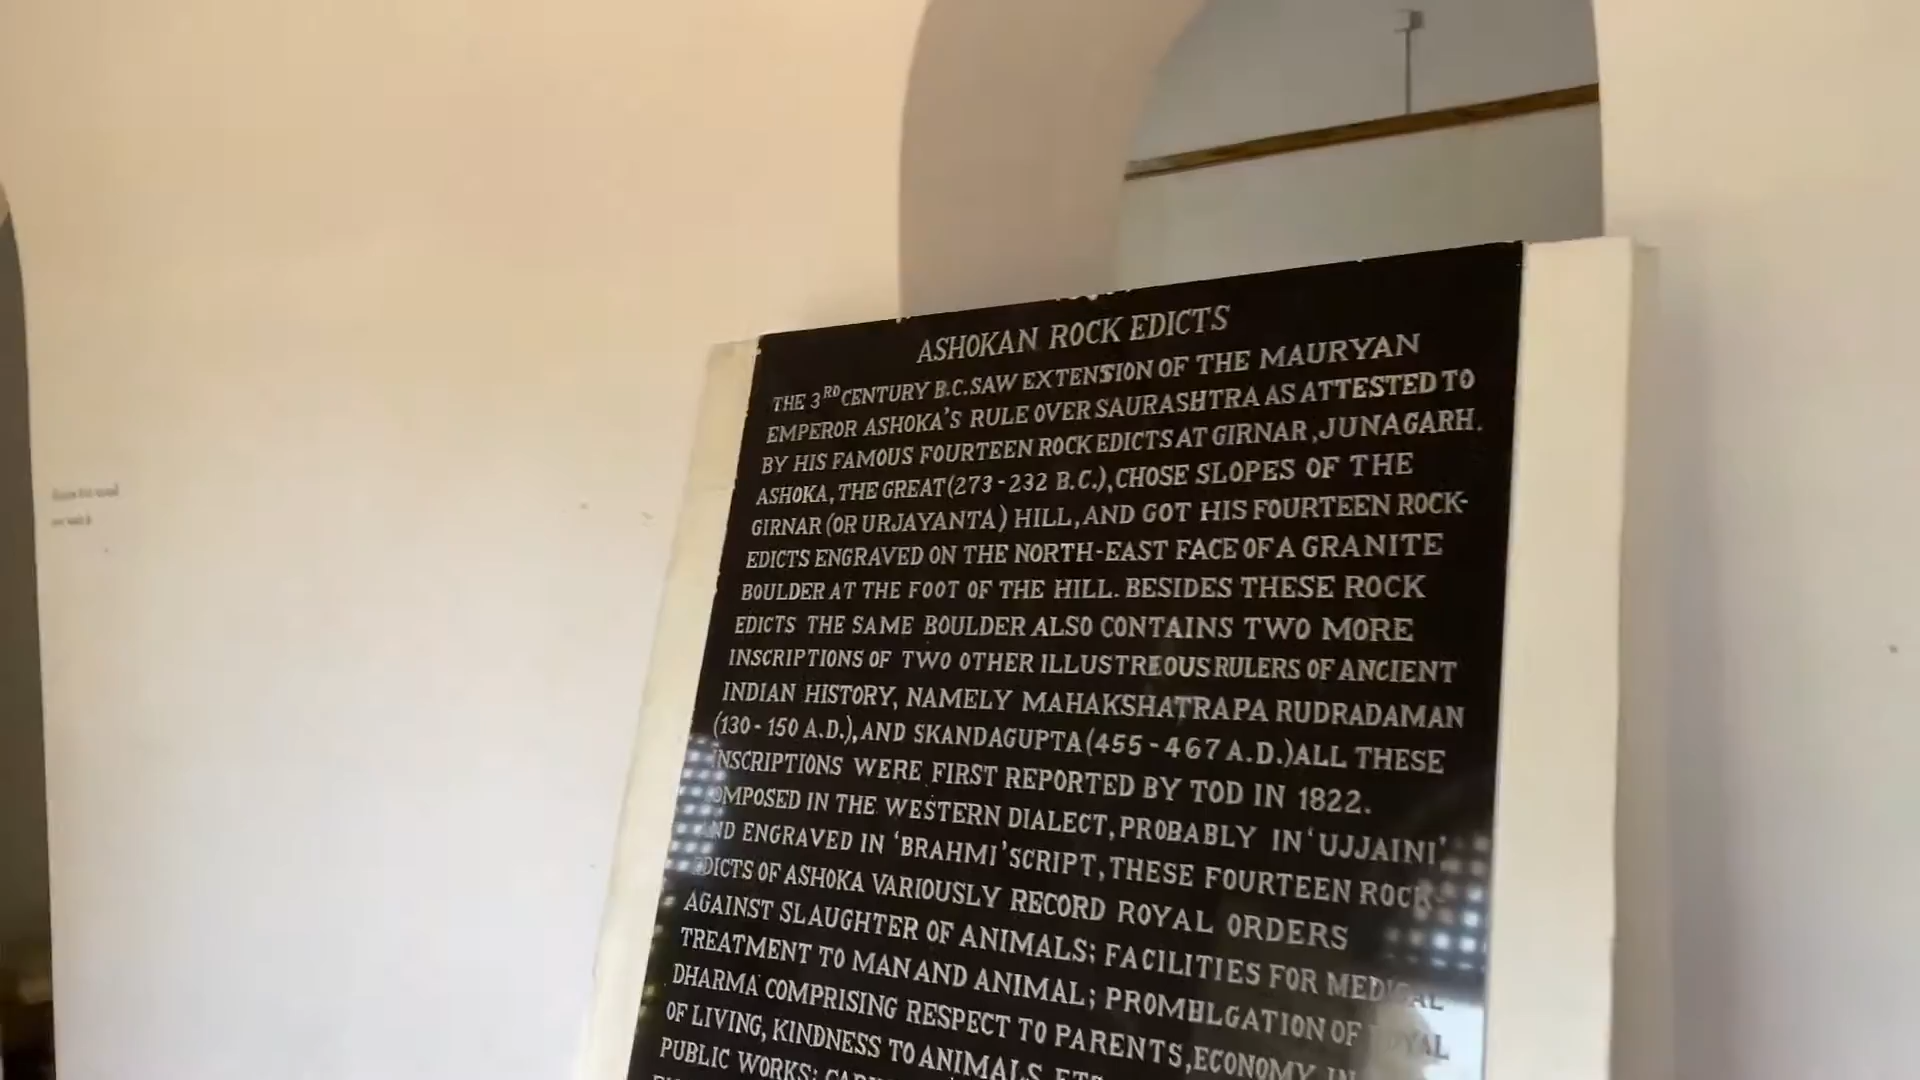 ASHOKAN ROCK EDICTS
THE 3RD CENTURY B.C. SAW EXTENSION OF THE MAURYAN
EMPEROR ASHOKA'S RULE OVER SAURASHTRA AS ATTESTED TO
BY HIS FAMOUS FOURTEEN ROCK EDICTS AT GIRNAR, JUNAGARH.
ASHOKA, THE GREAT (273-232 B.C.), CHOSE SLOPES OF THE
GIRNAR (OR URJAYANTA) HILL, AND GOT HIS FOURTEEN ROCK-
EDICTS ENGRAVED ON THE NORTH-EAST FACE OF A GRANITE
BOULDER AT THE FOOT OF THE HILL. BESIDES THESE ROCK
EDICTS THE SAME BOULDER ALSO CONTAINS TWO MORE
INSCRIPTIONS OF TWO OTHER ILLUSTREOUS RULERS OF ANCIENT
INDIAN HISTORY, NAMELY MAHAKSHATRAPA RUDRADAMAN
(130-150 A.D.), AND SKANDAGUPTA (455-467 A.D.) ALL THESE
INSCRIPTIONS WERE FIRST REPORTED BY TOD IN 1822.
COMPOSED IN THE WESTERN DIALECT, PROBABLY IN 'UJJAINI'
AND ENGRAVED IN 'BRAHMI' SCRIPT, THESE FOURTEEN ROCK-
EDICTS OF ASHOKA VARIOUSLY RECORD ROYAL ORDERS
AGAINST SLAUGHTER OF ANIMALS; FACILITIES FOR MEDICAL
TREATMENT TO MAN AND ANIMAL; PROMULGATION OF ROYAL
DHARMA COMPRISING RESPECT TO PARENTS, ECONOMY IN
OF LIVING, KINDNESS TO ANIMALS ETC
PUBLIC WORKS;